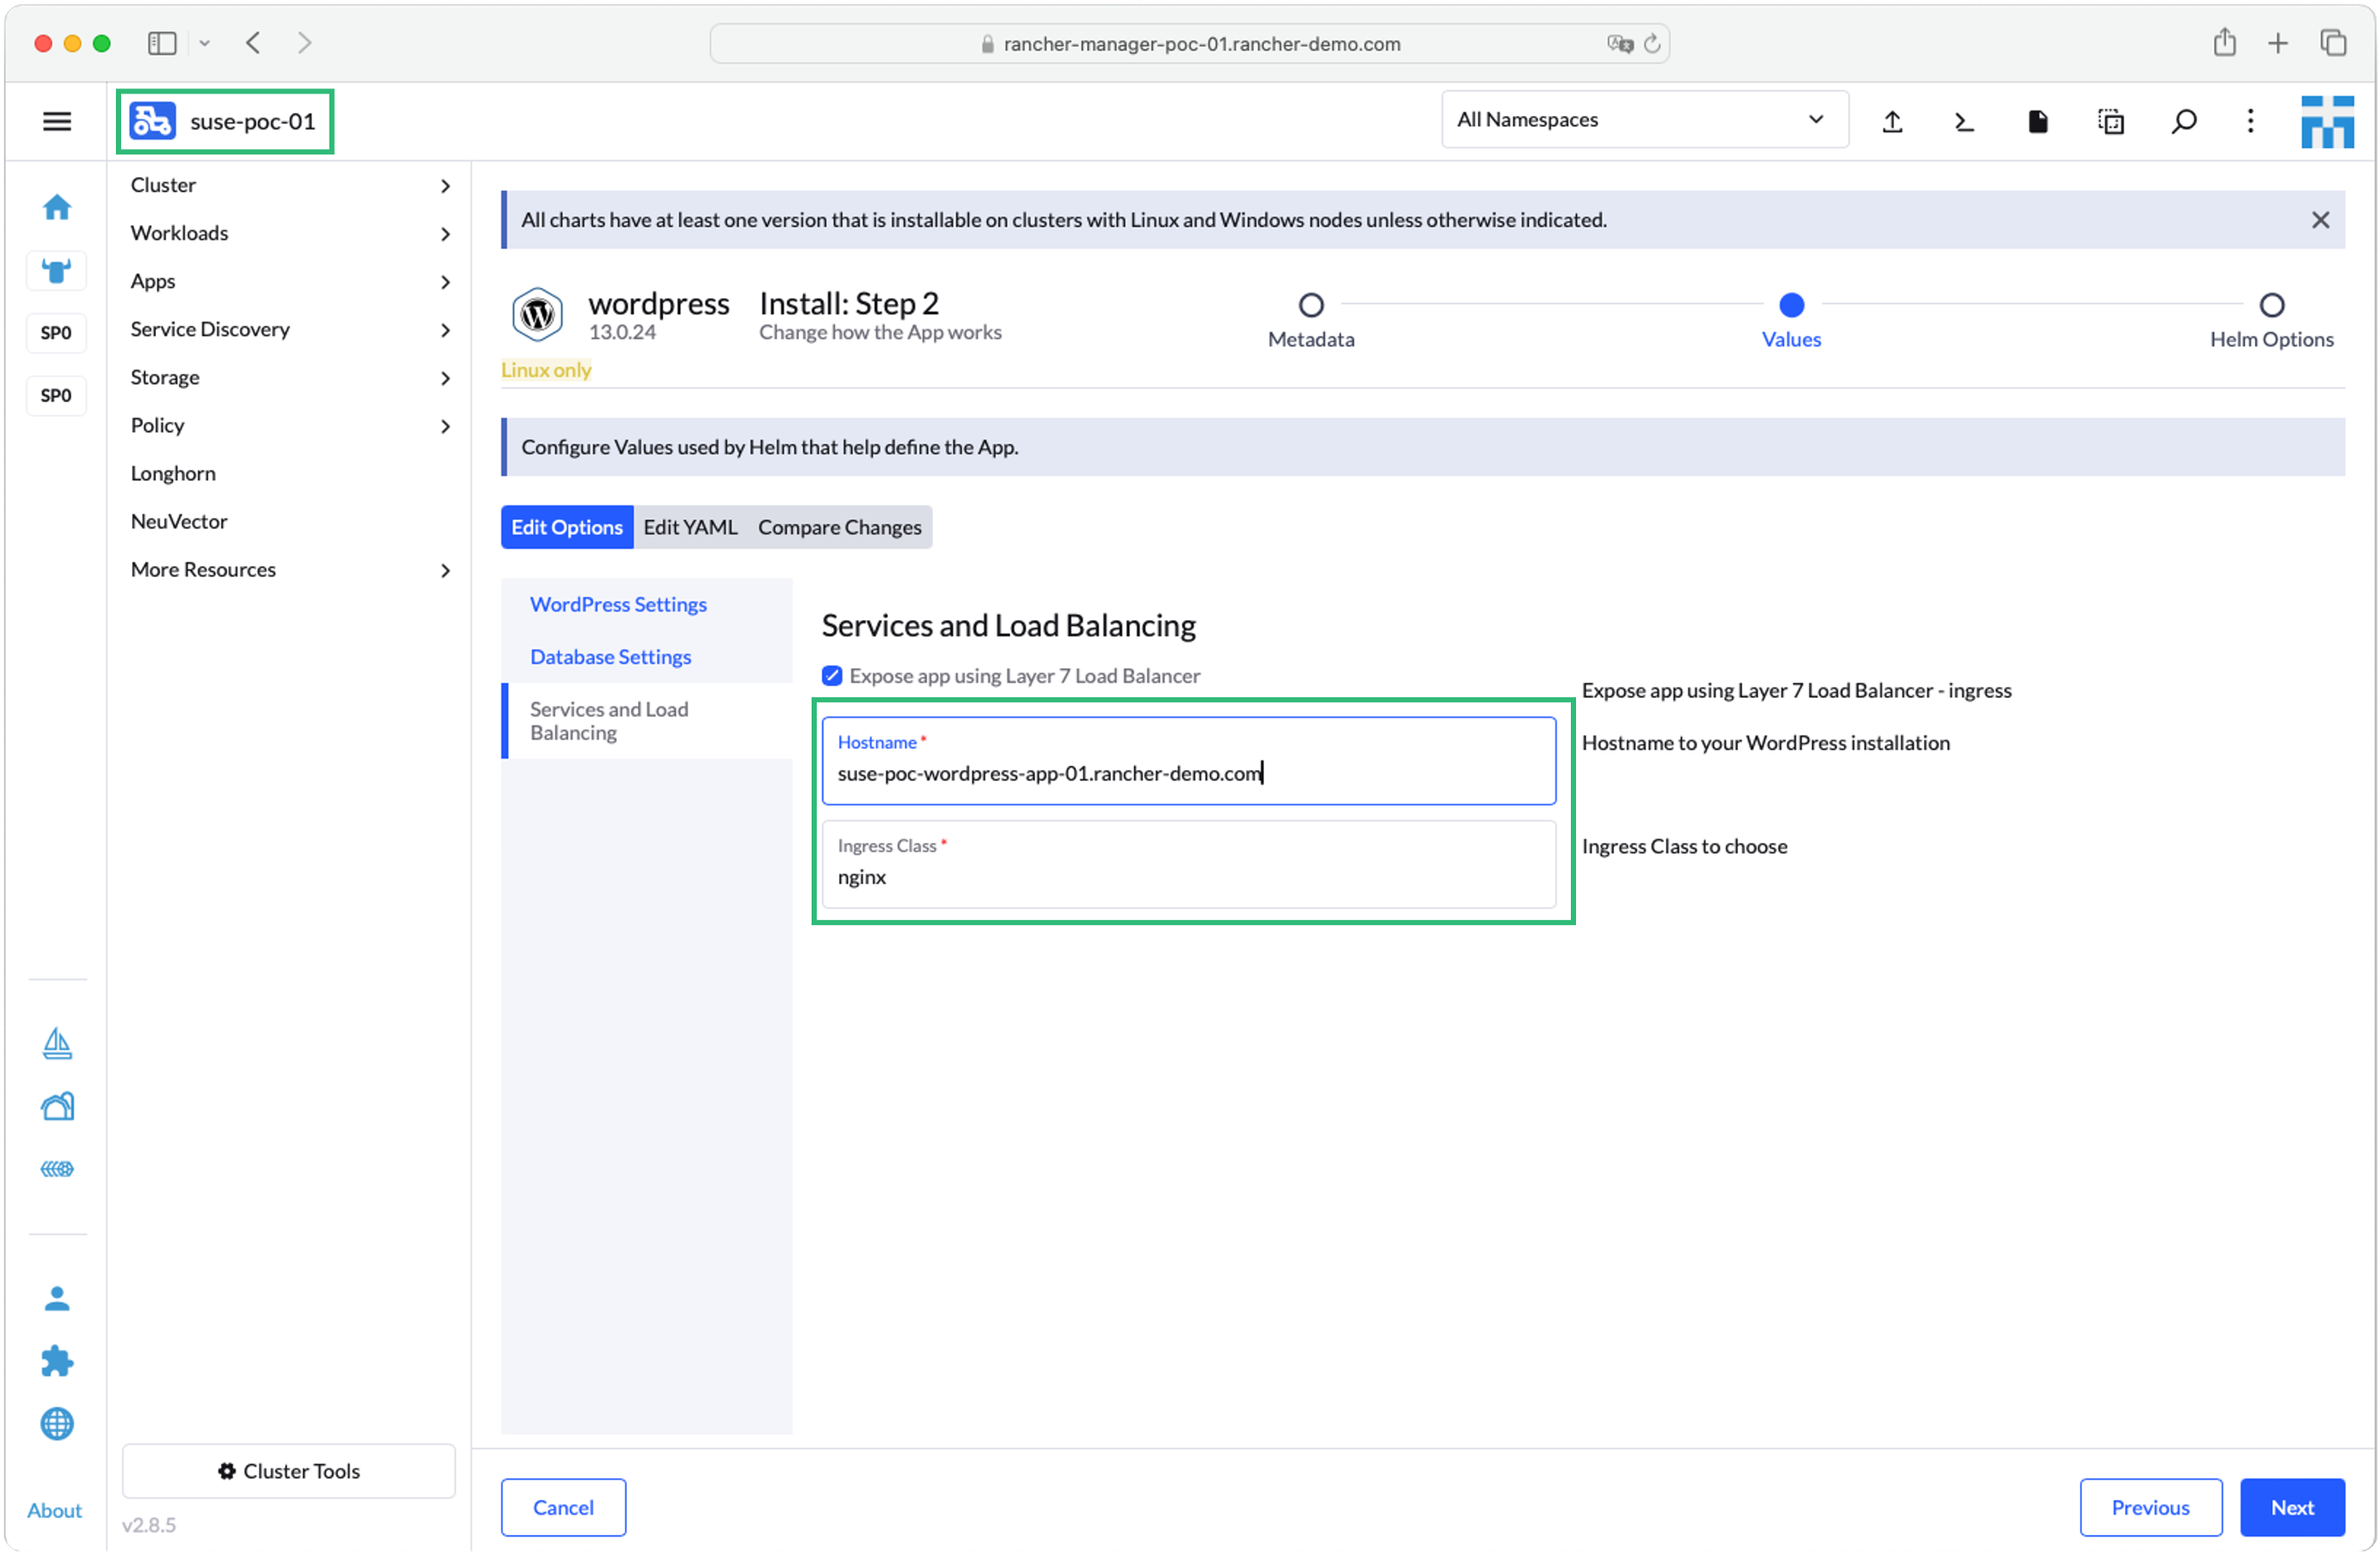 rancher-manager-poc-01.rancher-demo.com
suse-poc-01
All Namespaces
SP0
SP0
About
Cluster
Workloads
Apps
Service Discovery
Storage
Policy
Longhorn
NeuVector
More Resources
Cluster Tools
v2.8.5
All charts have at least one version that is installable on clusters with Linux and Windows nodes unless otherwise indicated.
wordpress
13.0.24
Linux only
Install: Step 2
Change how the App works
Metadata
Values
Helm Options
Configure Values used by Helm that help define the App.
Edit Options
Edit YAML
Compare Changes
WordPress Settings
Database Settings
Services and Load
Balancing
Services and Load Balancing
Expose app using Layer 7 Load Balancer
Expose app using Layer 7 Load Balancer - ingress
Hostname *
suse-poc-wordpress-app-01.rancher-demo.com
Hostname to your WordPress installation
Ingress Class *
nginx
Ingress Class to choose
Cancel
Previous
Next